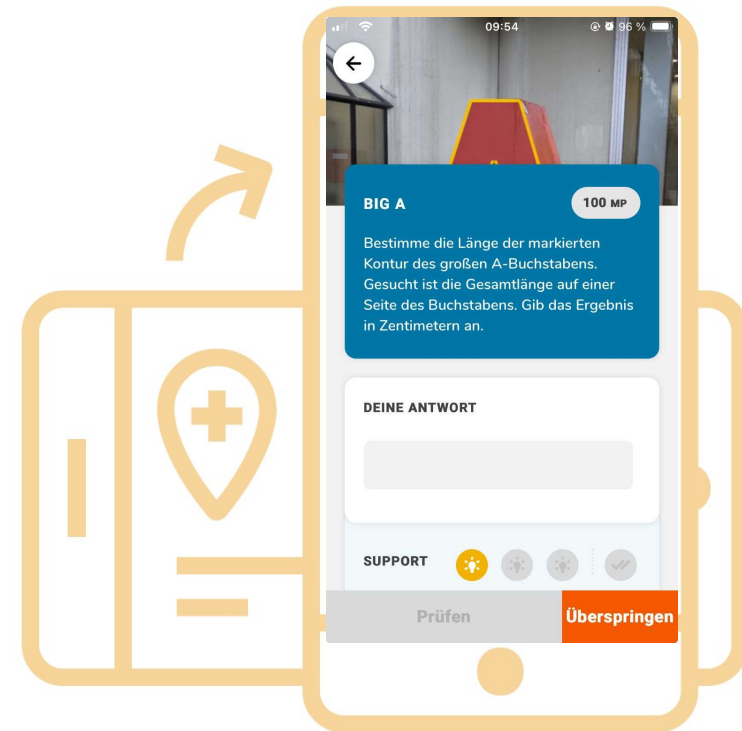 09:54
96 %
BIG A
100 MP
Bestimme die Länge der markierten
Kontur des großen A-Buchstabens.
Gesucht ist die Gesamtlänge auf einer
Seite des Buchstabens. Gib das Ergebnis
in Zentimetern an.
DEINE ANTWORT
SUPPORT
Prüfen
Überspringen